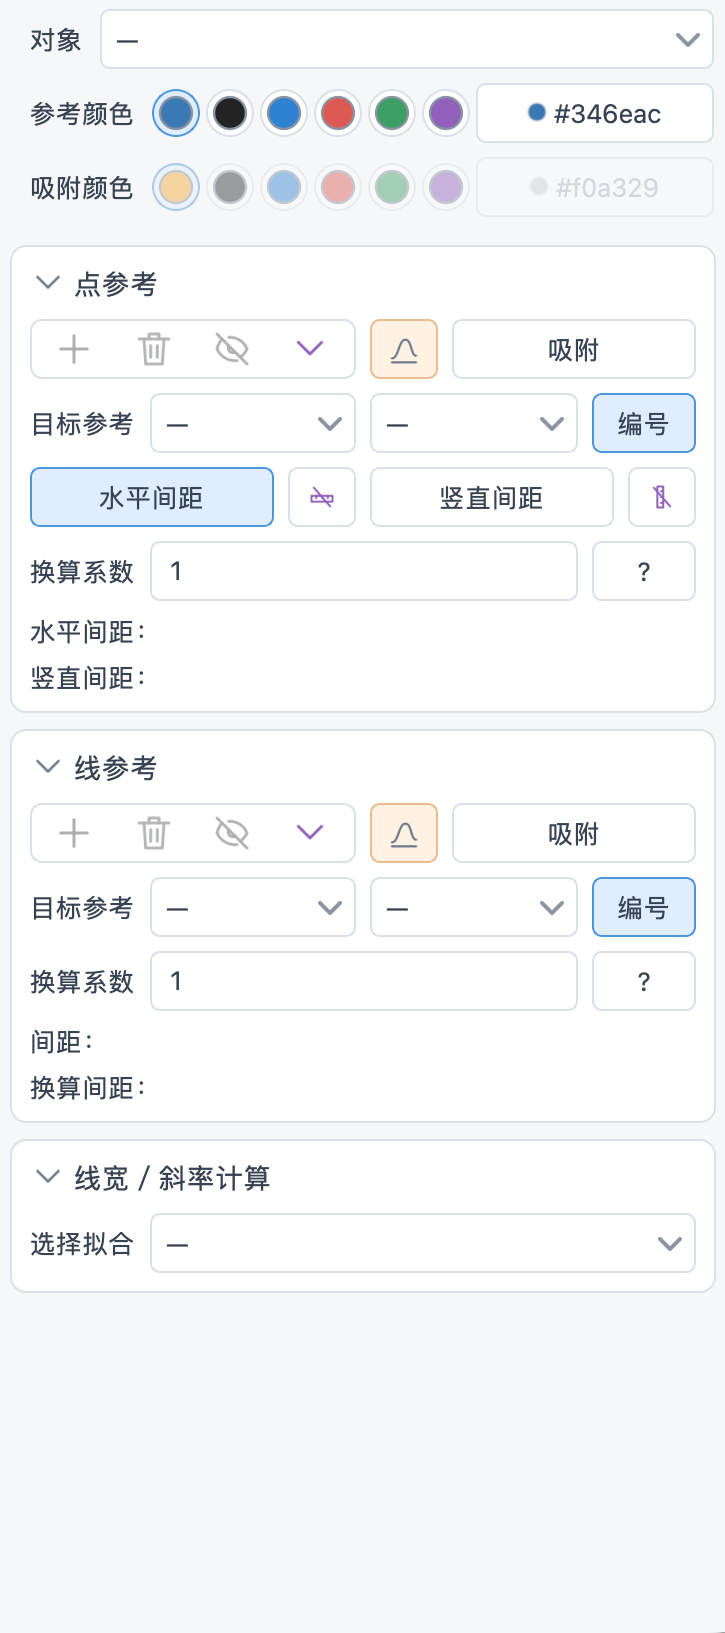 对象 —
参考颜色 #346eac
吸附颜色 #f0a329
点参考
吸附
目标参考 — — 编号
水平间距 竖直间距
换算系数 1 ?
水平间距：
竖直间距：
线参考
吸附
目标参考 — — 编号
换算系数 1 ?
间距：
换算间距：
线宽 / 斜率计算
选择拟合 —